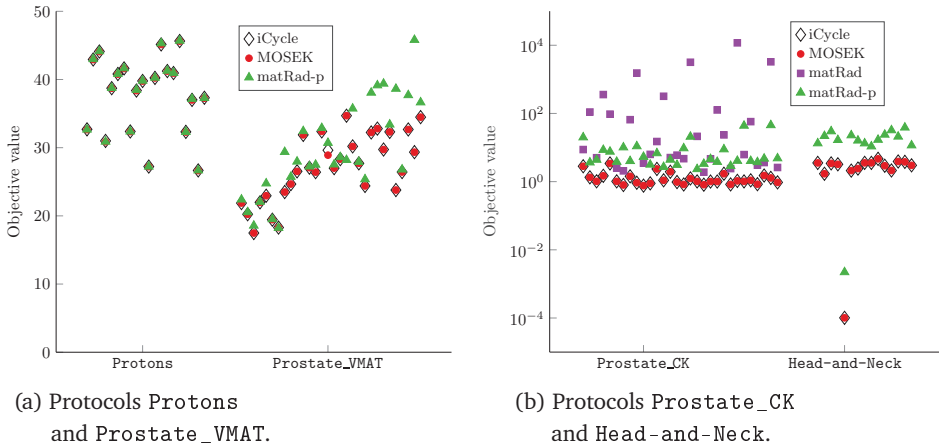 50
40
30
20
10
0
Objective value
iCycle
MOSEK
matRad-p
Protons
Prostate_VMAT
(a) Protocols Protons
and Prostate_VMAT.
10^4
10^2
10^0
10^−2
10^−4
Objective value
iCycle
MOSEK
matRad
matRad-p
Prostate_CK
Head-and-Neck
(b) Protocols Prostate_CK
and Head-and-Neck.